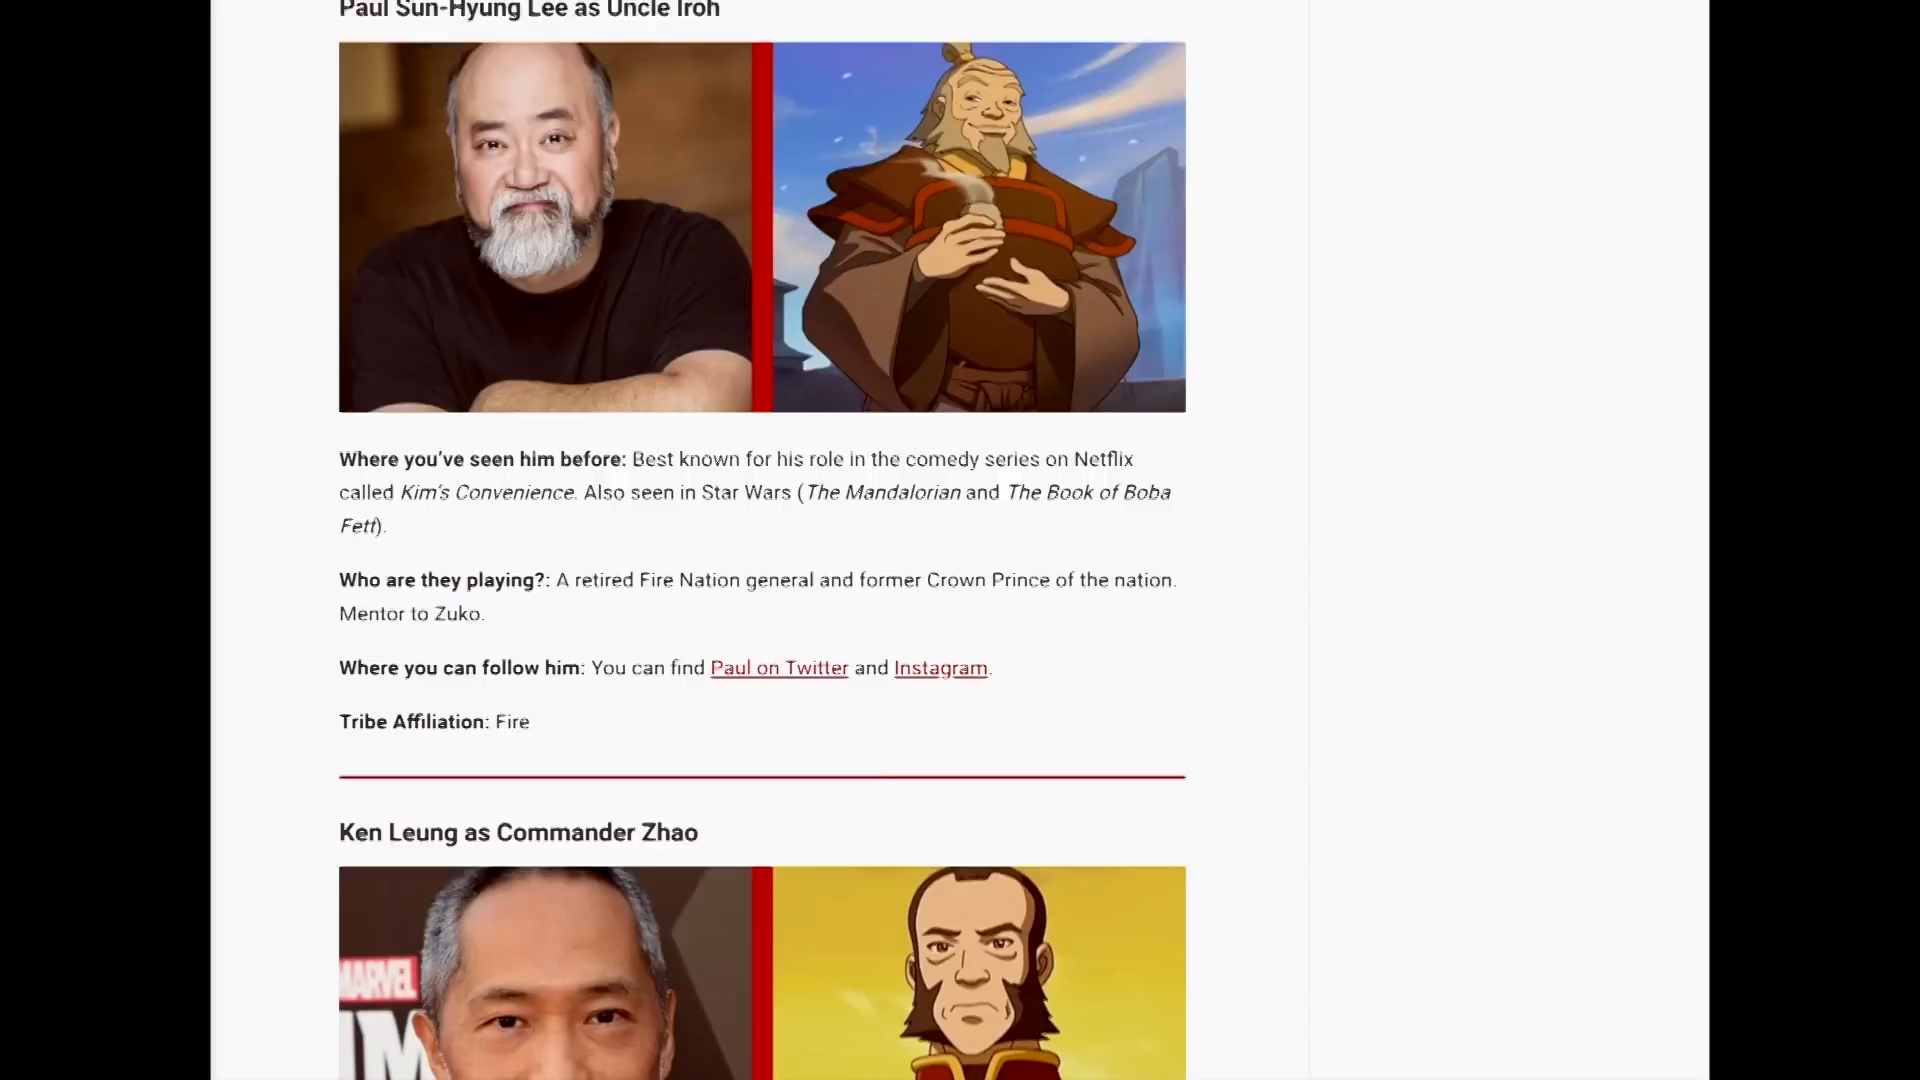 Paul Sun-Hyung Lee as Uncle Iroh
Where you've seen him before: Best known for his role in the comedy series on Netflix
called Kim's Convenience. Also seen in Star Wars (The Mandalorian and The Book of Boba
Fett).
Who are they playing?: A retired Fire Nation general and former Crown Prince of the nation.
Mentor to Zuko.
Where you can follow him: You can find Paul on Twitter and Instagram.
Tribe Affiliation: Fire
Ken Leung as Commander Zhao
MARVEL